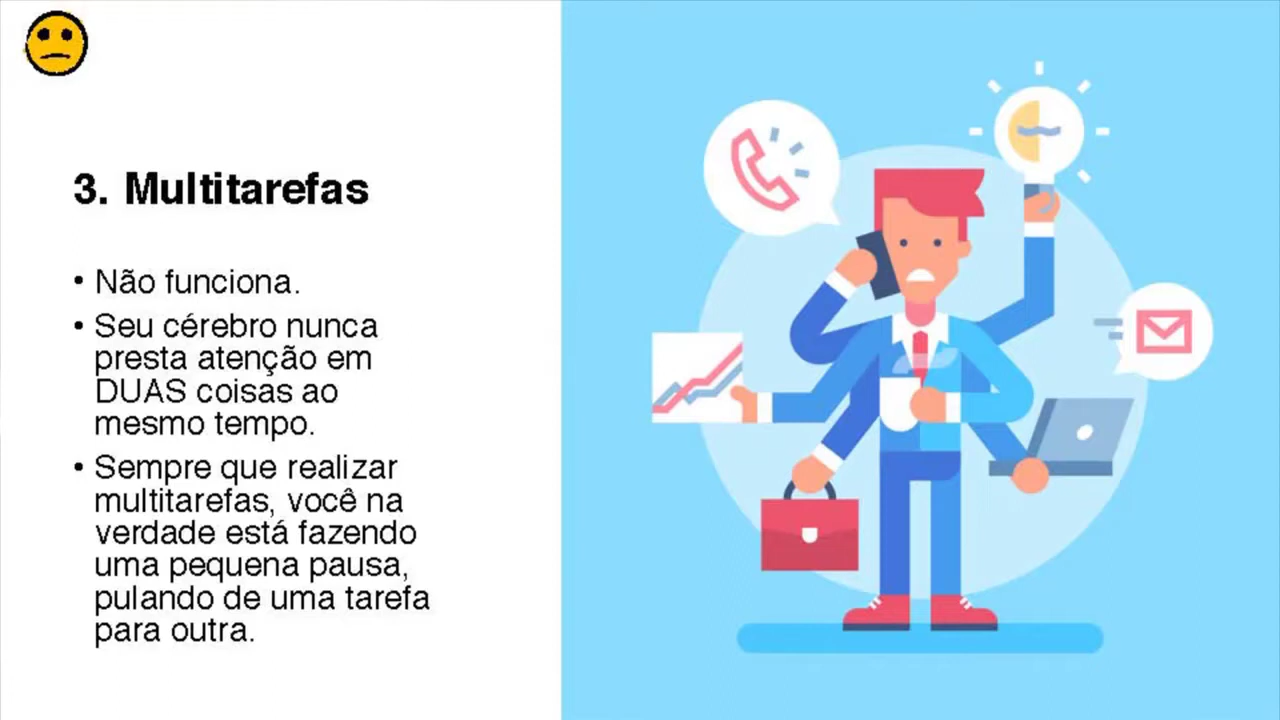 3. Multitarefas
• Não funciona.
• Seu cérebro nunca
presta atenção em
DUAS coisas ao
mesmo tempo.
• Sempre que realizar
multitarefas, você na
verdade está fazendo
uma pequena pausa,
pulando de uma tarefa
para outra.